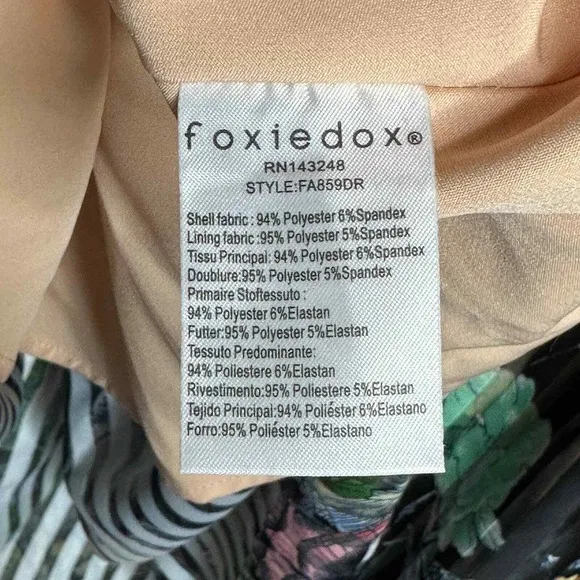 foxiedox®
RN143248
STYLE:FA859DR
Shell fabric : 94% Polyester 6%Spandex
Lining fabric :95% Polyester 5%Spandex
Tissu Principal: 94% Polyester 6%Spandex
Doublure:95% Polyester 5%Spandex
Primaire Stoftessuto :
94% Polyester 6%Elastan
Futter:95% Polyester 5%Elastan
Tessuto Predominante:
94% Poliestere 6%Elastan
Rivestimento:95% Poliestere 5%Elastan
Tejido Principal:94% Poliéster 6%Elastano
Forro:95% Poliéster 5%Elastano